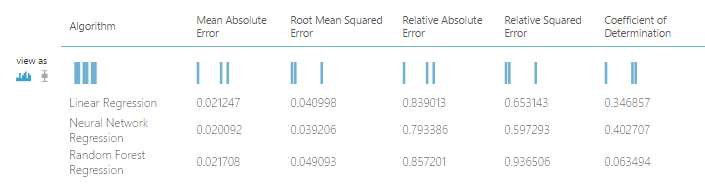 Algorithm
Mean Absolute Error
Root Mean Squared Error
Relative Absolute Error
Relative Squared Error
Coefficient of Determination
view as
Linear Regression 0.021247 0.040998 0.839013 0.653143 0.346857
Neural Network Regression 0.020092 0.039206 0.793386 0.597293 0.402707
Random Forest Regression 0.021708 0.049093 0.857201 0.936506 0.063494